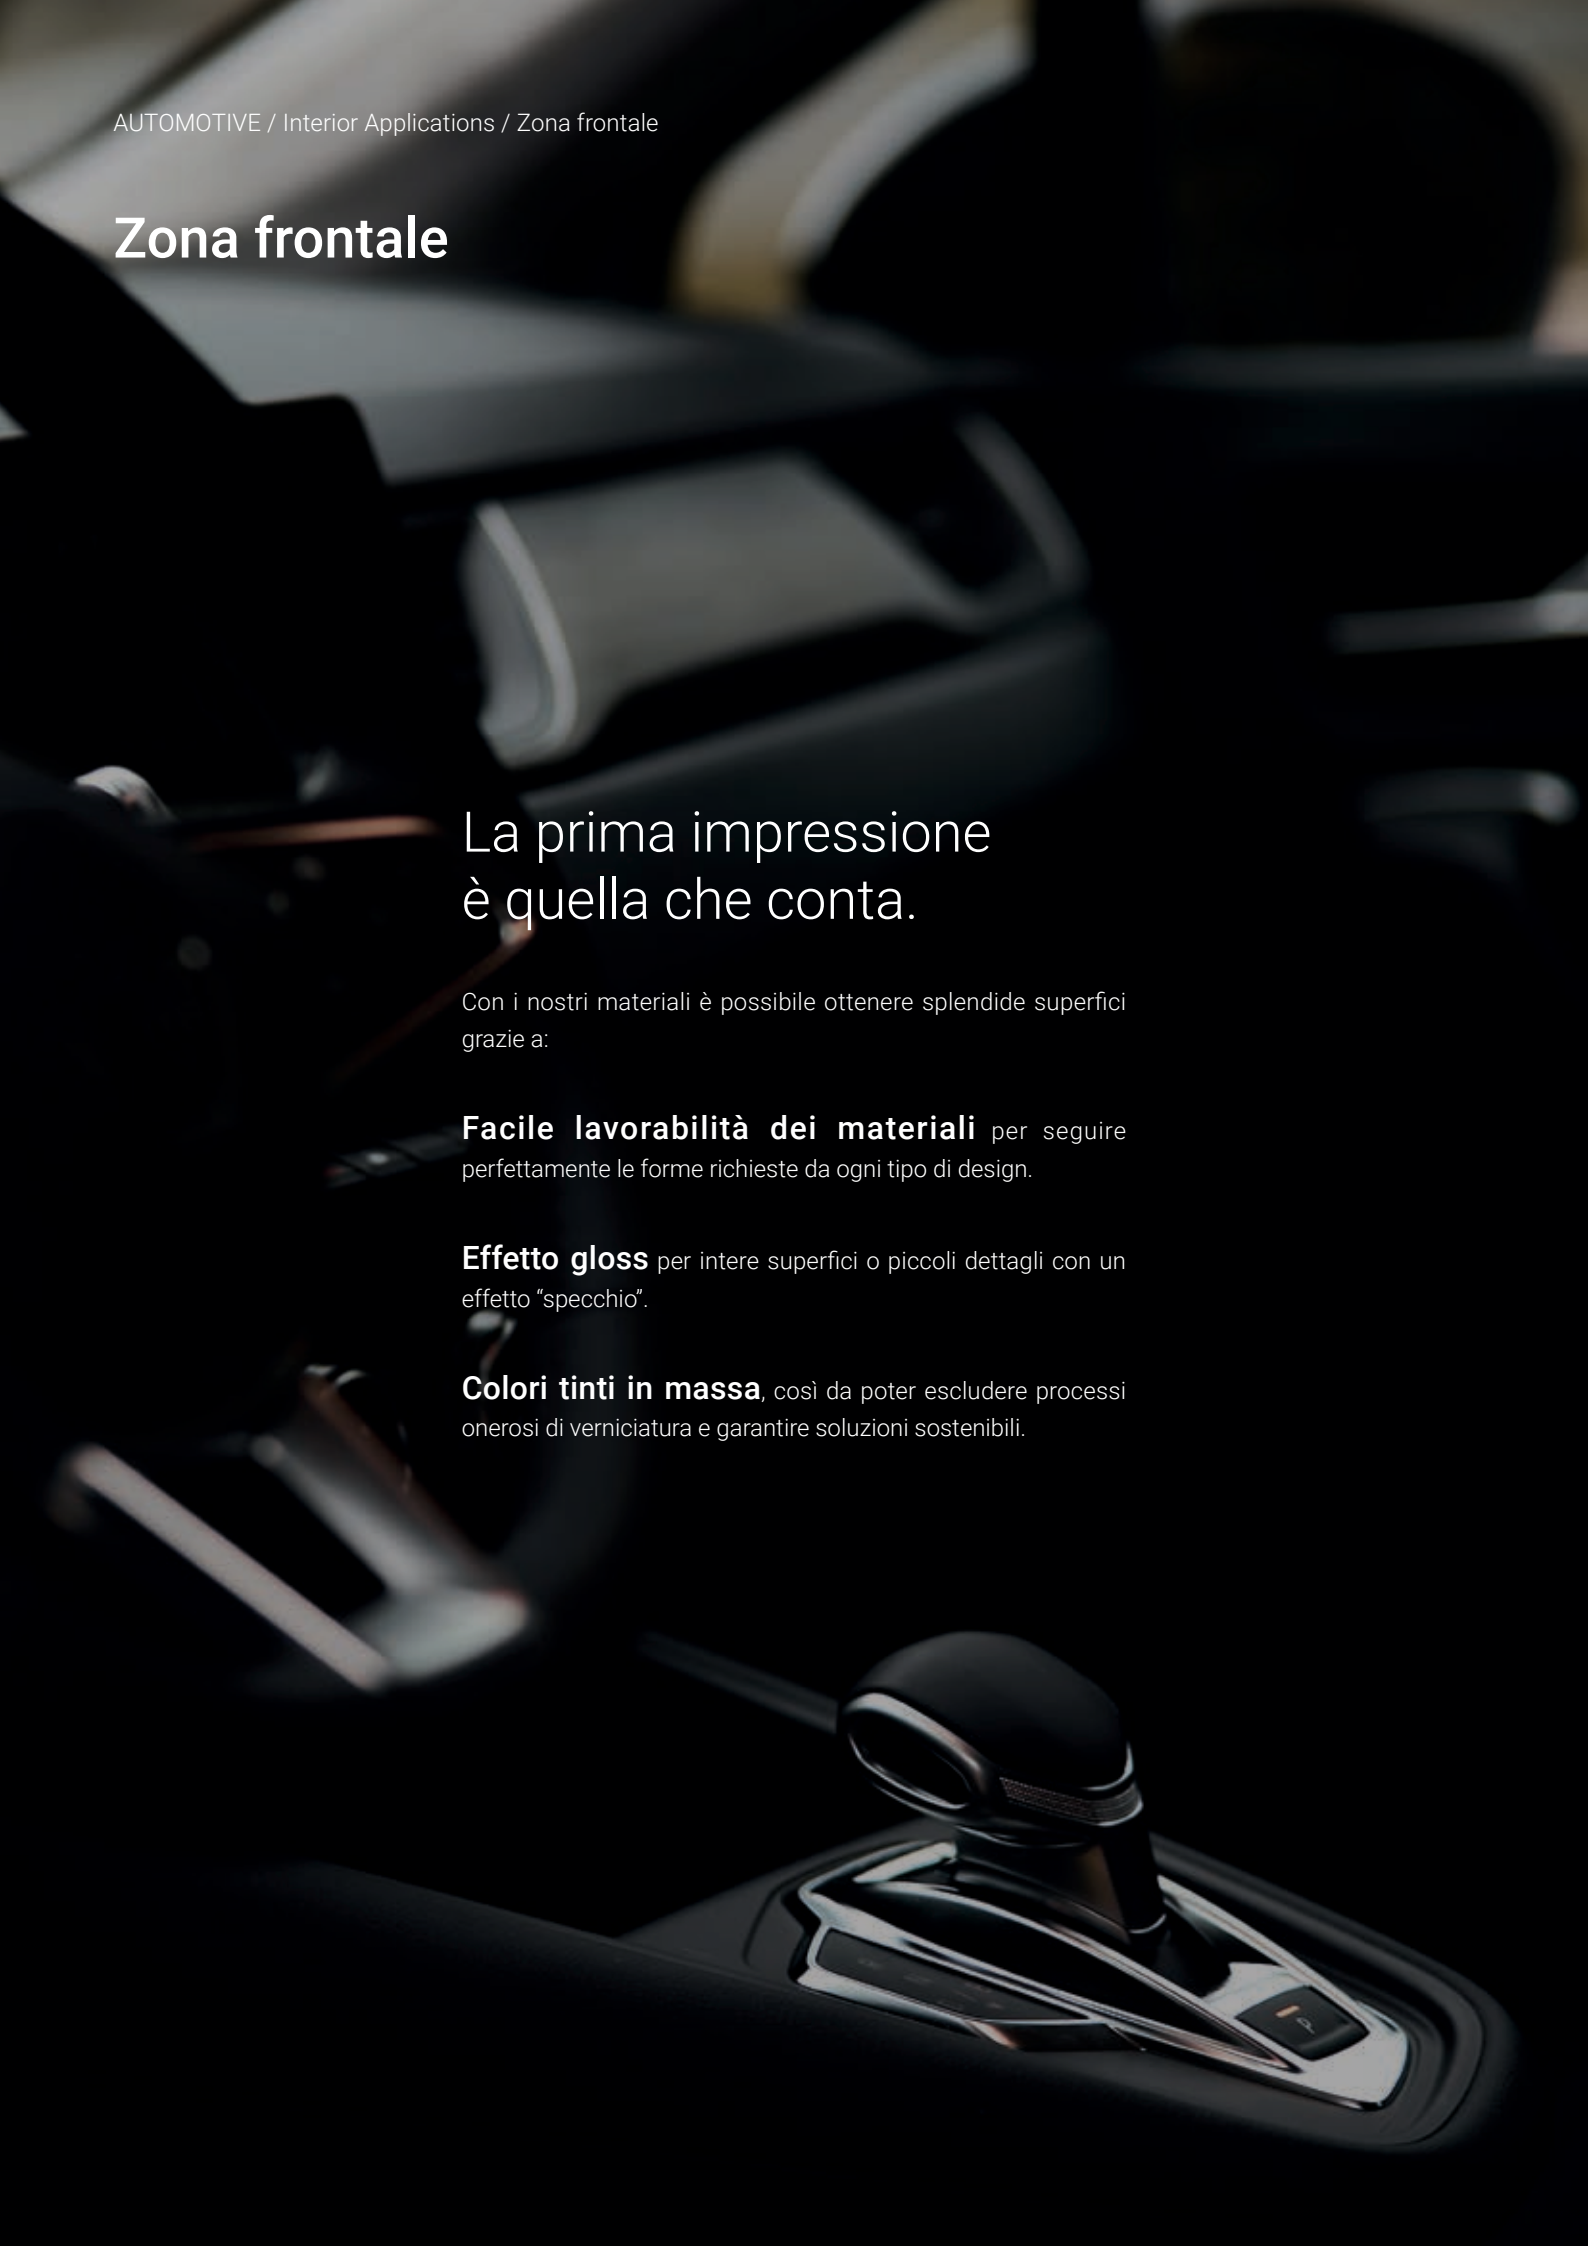 AUTOMOTIVE / Interior Applications / Zona frontale
Zona frontale
La prima impressione
è quella che conta.
Con i nostri materiali è possibile ottenere splendide superfici
grazie a:
Facile lavorabilità dei materiali per seguire
perfettamente le forme richieste da ogni tipo di design.
Effetto gloss per intere superfici o piccoli dettagli con un
effetto “specchio”.
Colori tinti in massa, così da poter escludere processi
onerosi di verniciatura e garantire soluzioni sostenibili.
P